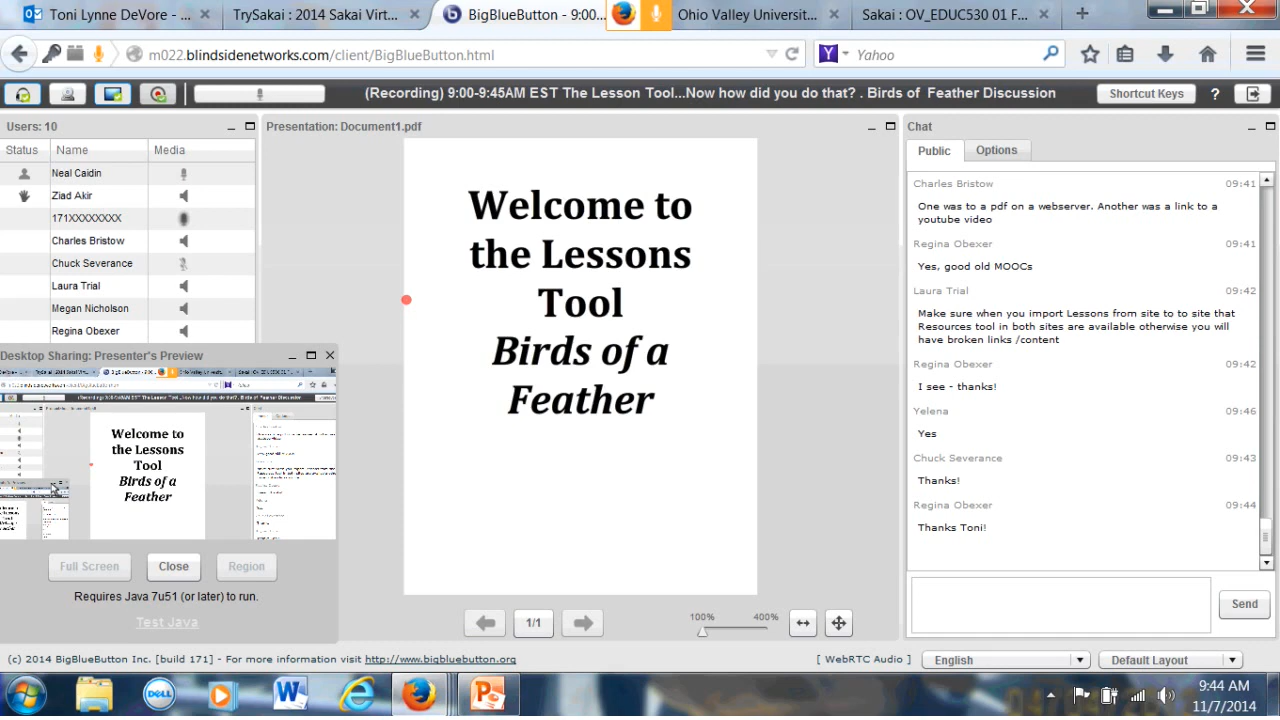 Toni Lynne DeVore - ...
TrySakai : 2014 Sakai Virt...
BigBlueButton - 9:00...
Ohio Valley Universit...
Sakai : OV_EDUC530 01 F...
m022.blindsidenetworks.com/client/BigBlueButton.html
Yahoo
(Recording) 9:00-9:45AM EST The Lesson Tool...Now how did you do that? . Birds of Feather Discussion
Shortcut Keys
?
Users: 10
Status Name Media
Neal Caidin
Ziad Akir
171XXXXXXXX
Charles Bristow
Chuck Severance
Laura Trial
Megan Nicholson
Regina Obexer
Desktop Sharing: Presenter's Preview
Welcome to
the Lessons
Tool
Birds of a
Feather
Full Screen
Close
Region
Requires Java 7u51 (or later) to run.
Test Java
Presentation: Document1.pdf
Welcome to
the Lessons
Tool
Birds of a
Feather
1/1
100% 400%
Chat
Public
Options
Charles Bristow 09:41
One was to a pdf on a webserver. Another was a link to a
youtube video
Regina Obexer 09:41
Yes, good old MOOCs
Laura Trial 09:42
Make sure when you import Lessons from site to to site that
Resources tool in both sites are available otherwise you will
have broken links /content
Regina Obexer 09:42
I see - thanks!
Yelena 09:46
Yes
Chuck Severance 09:43
Thanks!
Regina Obexer 09:44
Thanks Toni!
Send
(c) 2014 BigBlueButton Inc. [build 171] - For more information visit http://www.bigbluebutton.org
[ WebRTC Audio ]
English
Default Layout
9:44 AM
11/7/2014